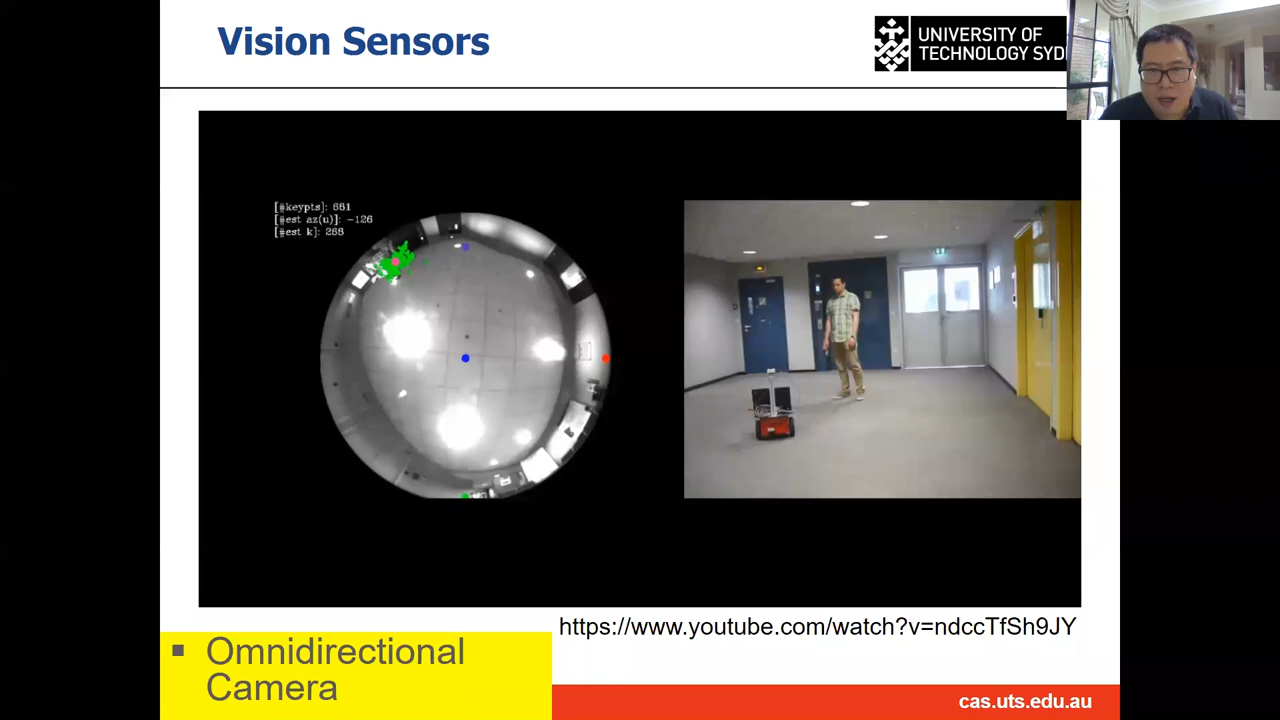 Vision Sensors
UNIVERSITY OF
TECHNOLOGY SYD
[#keypts]: 681
[#est az(u)]: -126
[#est k]: 268
https://www.youtube.com/watch?v=ndccTfSh9JY
▪ Omnidirectional
Camera
cas.uts.edu.au